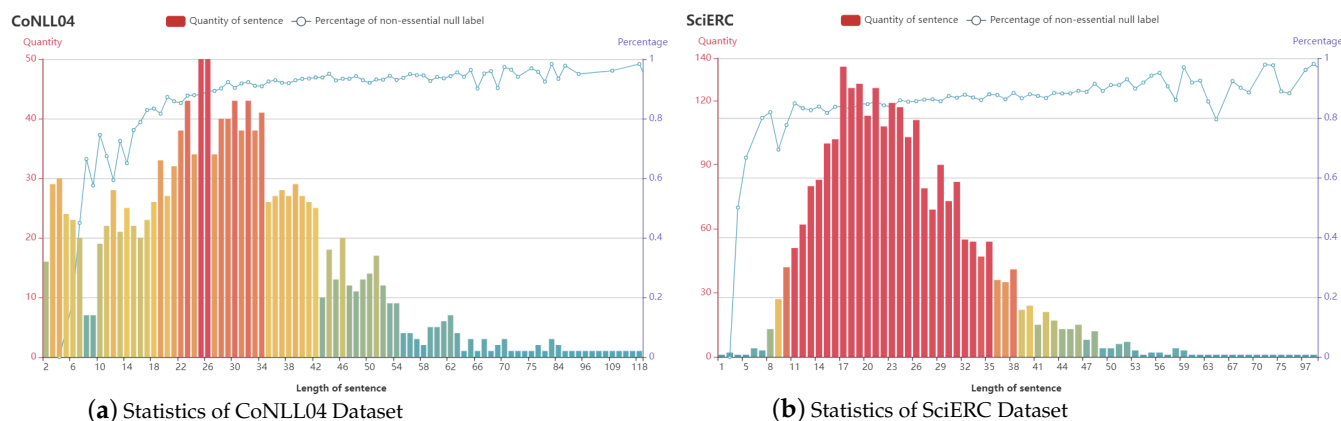 CoNLL04
Quantity of sentence Percentage of non-essential null label
Quantity Percentage
50 1
40 0.8
30 0.6
20 0.4
10 0.2
0 0
2 6 10 14 18 22 26 30 34 38 42 46 50 54 58 62 66 70 78 84 96 109 118
Length of sentence
(a) Statistics of CoNLL04 Dataset
SciERC
Quantity of sentence Percentage of non-essential null label
Quantity Percentage
140 1
120 0.8
90 0.6
60 0.4
30 0.2
0 0
1 5 8 11 14 17 20 23 26 29 32 35 38 41 44 47 50 53 56 59 63 67 70 75 97
Length of sentence
(b) Statistics of SciERC Dataset